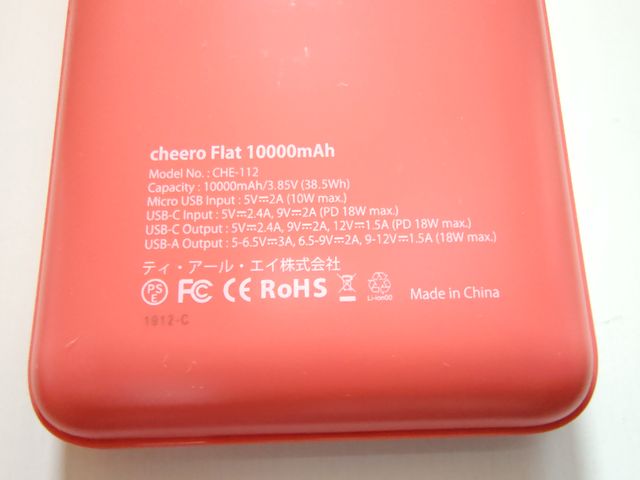 cheero Flat 10000mAh
Model No. : CHE-112
Capacity : 10000mAh/3.85V (38.5Wh)
Micro USB Input : 5V⎓2A (10W max.)
USB-C Input : 5V⎓2.4A, 9V⎓2A (PD 18W max.)
USB-C Output : 5V⎓2.4A, 9V⎓2A, 12V⎓1.5A (PD 18W max.)
USB-A Output : 5-6.5V⎓3A, 6.5-9V⎓2A, 9-12V⎓1.5A (18W max.)
ティ・アール・エイ株式会社
PSE FC CE RoHS Li-ion00 Made in China
1912-C